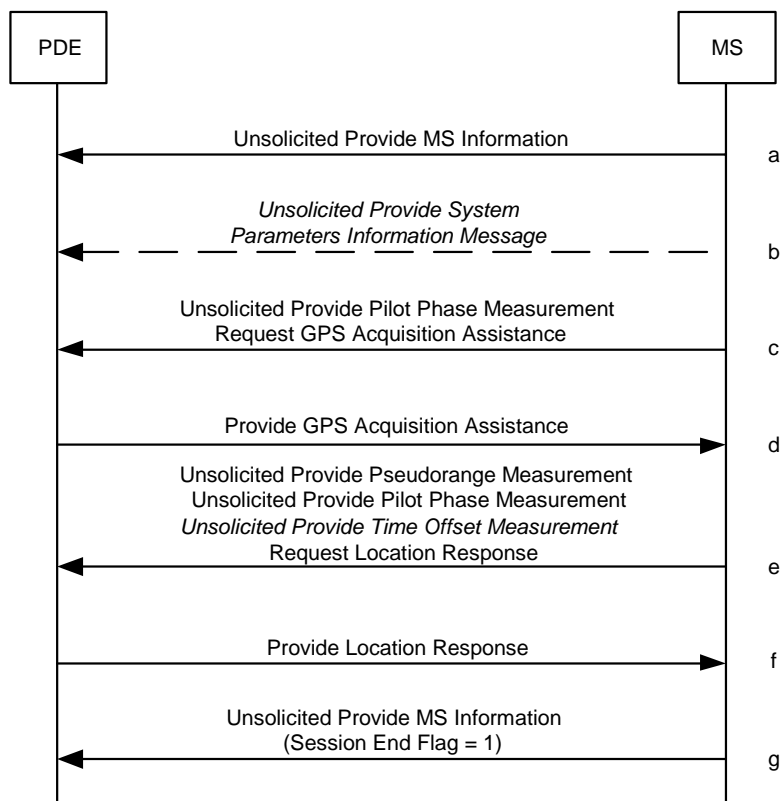 PDE
MS
Unsolicited Provide MS Information
a
Unsolicited Provide System
Parameters Information Message
b
Unsolicited Provide Pilot Phase Measurement
Request GPS Acquisition Assistance
c
Provide GPS Acquisition Assistance
d
Unsolicited Provide Pseudorange Measurement
Unsolicited Provide Pilot Phase Measurement
Unsolicited Provide Time Offset Measurement
Request Location Response
e
Provide Location Response
f
Unsolicited Provide MS Information
(Session End Flag = 1)
g